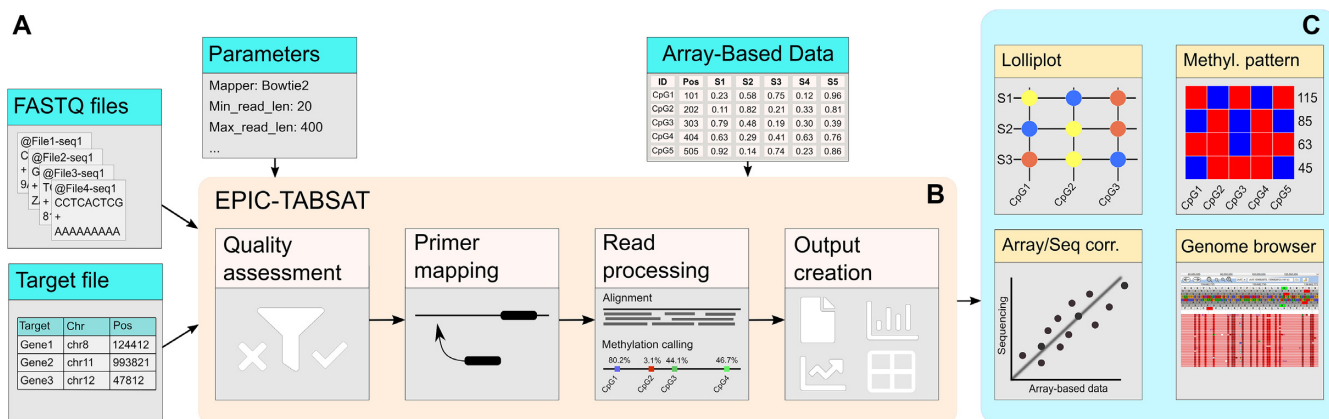 A
FASTQ files
@File1-seq1
C
+
9A
@File2-seq1
G
+
ZA
@File3-seq1
TC
+
81
@File4-seq1
CCTCACTCG
+
AAAAAAAAA
Target file
Target Chr Pos
Gene1 chr8 124412
Gene2 chr11 993821
Gene3 chr12 47812
Parameters
Mapper: Bowtie2
Min_read_len: 20
Max_read_len: 400
...
Array-Based Data
ID Pos S1 S2 S3 S4 S5
CpG1 101 0.23 0.58 0.75 0.12 0.96
CpG2 202 0.11 0.82 0.21 0.33 0.81
CpG3 303 0.79 0.48 0.19 0.30 0.39
CpG4 404 0.63 0.29 0.41 0.63 0.76
CpG5 505 0.92 0.14 0.74 0.23 0.86
B
EPIC-TABSAT
Quality
assessment
Primer
mapping
Read
processing
Alignment
Methylation calling
80.2% 3.1% 44.1% 46.7%
CpG1 CpG2 CpG3 CpG4
Output
creation
C
Lolliplot
S1
S2
S3
CpG1 CpG2 CpG3
Methyl. pattern
115
85
63
45
CpG1 CpG2 CpG3 CpG4 CpG5
Array/Seq corr.
Sequencing
Array-based data
Genome browser